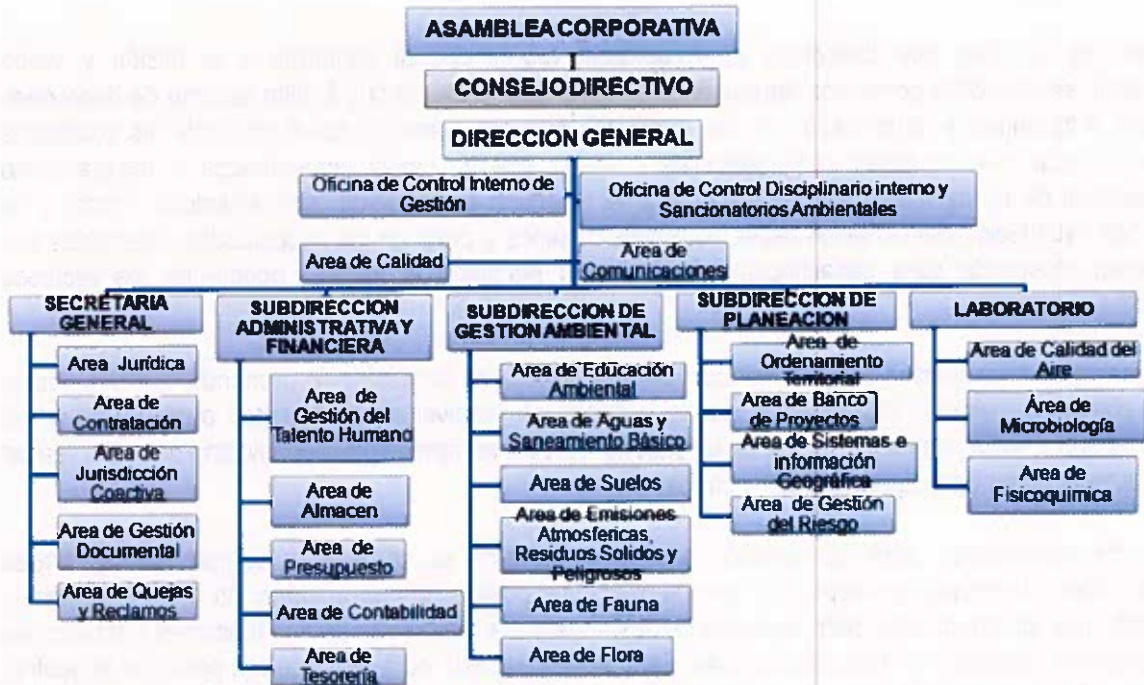 ASAMBLEA CORPORATIVA
CONSEJO DIRECTIVO
DIRECCION GENERAL
Oficina de Control Interno de
Gestión
Oficina de Control Disciplinario interno y
Sancionatorios Ambientales
Area de Calidad
Area de
Comunicaciones
SECRETARIA
GENERAL
Area Jurídica
Area de
Contratación
Area de
Jurisdicción
Coactiva
Area de Gestión
Documental
Area de Quejas
y Reclamos
SUBDIRECCION
ADMINISTRATIVA Y
FINANCIERA
Area de
Gestión del
Talento Humano
Area de
Almacen
Area de
Presupuesto
Area de Contabilidad
Area de
Tesorería
SUBDIRECCION DE
GESTION AMBIENTAL
Area de Educación
Ambiental
Area de Aguas y
Saneamiento Básico
Area de Suelos
Area de Emisiones
Atmosfericas,
Residuos Solidos y
Peligrosos
Area de Fauna
Area de Flora
SUBDIRECCION DE
PLANEACION
Area de
Ordenamiento
Territorial
Area de Banco
de Proyectos
Area de Sistemas e
información
Geográfica
Area de Gestión
del Riesgo
LABORATORIO
Area de Calidad del
Aire
Área de
Microbiología
Area de
Fisicoquimica